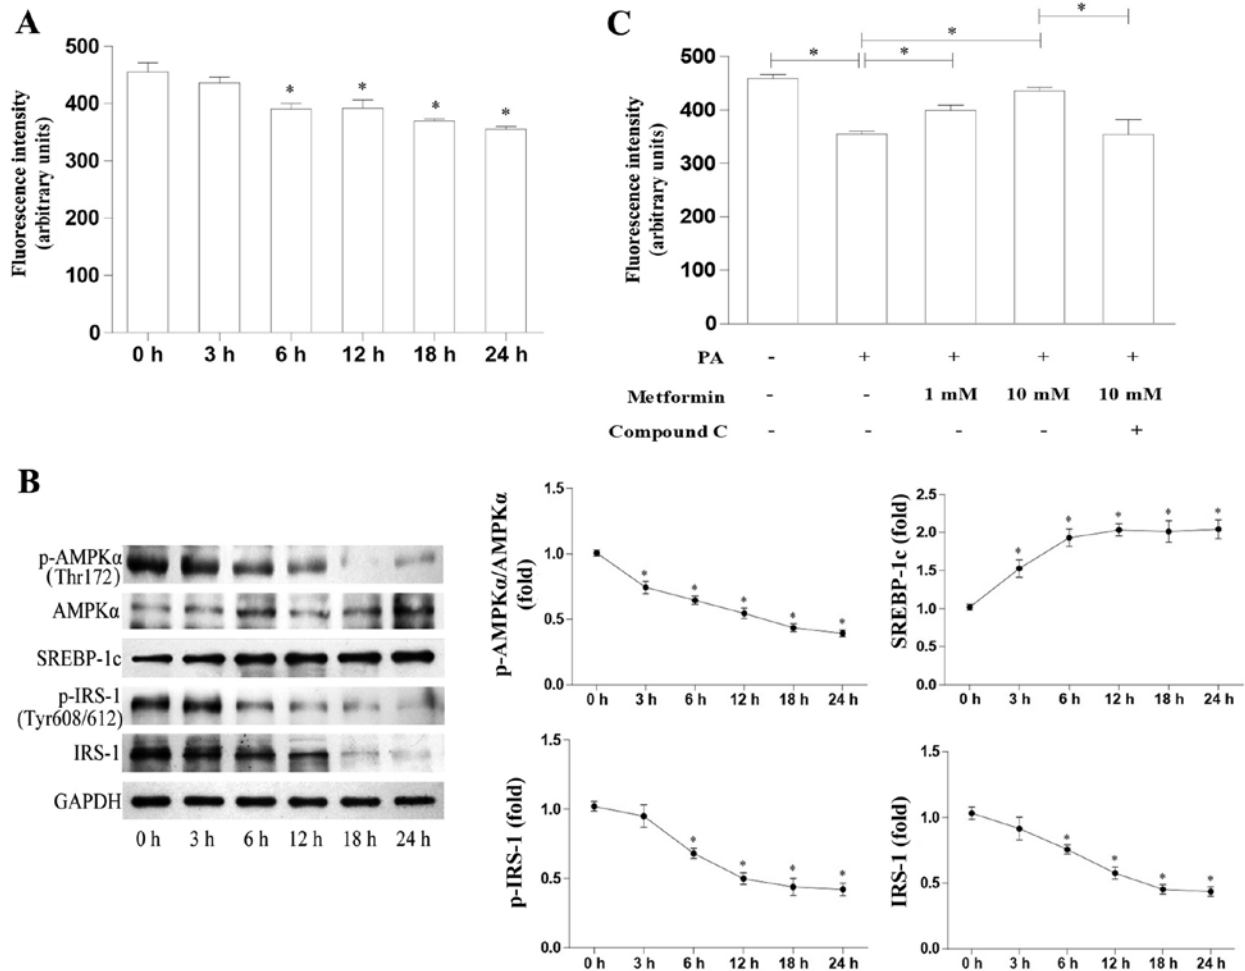 A
Fluorescence intensity
(arbitrary units)
500
400
300
200
100
0
* * * *
0 h 3 h 6 h 12 h 18 h 24 h
C
Fluorescence intensity
(arbitrary units)
500
400
300
200
100
0
* * * *
PA - + + + +
Metformin - - 1 mM 10 mM 10 mM
Compound C - - - - +
B
p-AMPKα
(Thr172)
AMPKα
SREBP-1c
p-IRS-1
(Tyr608/612)
IRS-1
GAPDH
0 h 3 h 6 h 12 h 18 h 24 h
p-AMPKα/AMPKα
(fold)
1.5
1.0
0.5
0.0
* * * * *
0 h 3 h 6 h 12 h 18 h 24 h
SREBP-1c (fold)
2.5
2.0
1.5
1.0
0.5
0.0
* * * * *
0 h 3 h 6 h 12 h 18 h 24 h
p-IRS-1 (fold)
1.5
1.0
0.5
0.0
* * * *
0 h 3 h 6 h 12 h 18 h 24 h
IRS-1 (fold)
1.5
1.0
0.5
0.0
* * * *
0 h 3 h 6 h 12 h 18 h 24 h